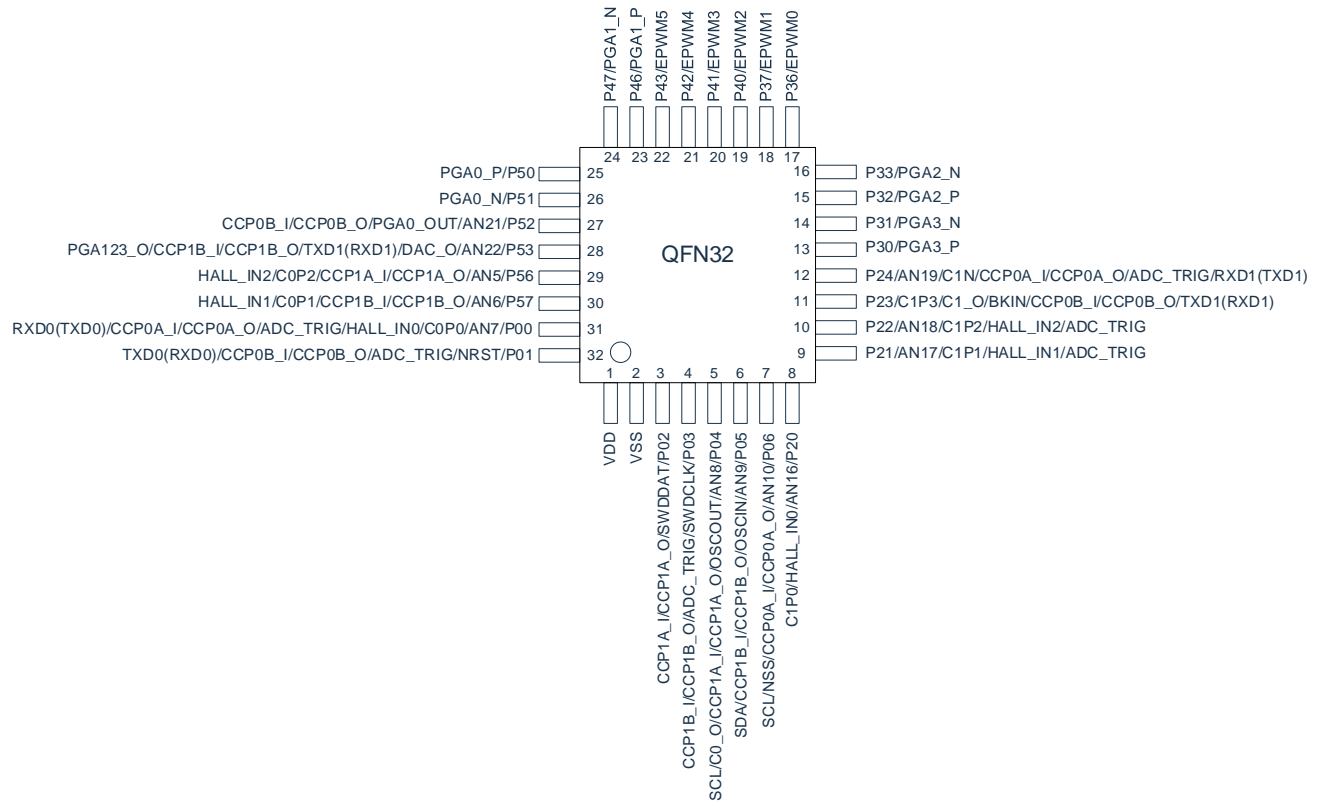 P47/PGA1_N
P46/PGA1_P
P43/EPWM5
P42/EPWM4
P41/EPWM3
P40/EPWM2
P37/EPWM1
P36/EPWM0
24 23 22 21 20 19 18 17
PGA0_P/P50 25
PGA0_N/P51 26
CCP0B_I/CCP0B_O/PGA0_OUT/AN21/P52 27
PGA123_O/CCP1B_I/CCP1B_O/TXD1(RXD1)/DAC_O/AN22/P53 28
HALL_IN2/C0P2/CCP1A_I/CCP1A_O/AN5/P56 29
HALL_IN1/C0P1/CCP1B_I/CCP1B_O/AN6/P57 30
RXD0(TXD0)/CCP0A_I/CCP0A_O/ADC_TRIG/HALL_IN0/C0P0/AN7/P00 31
TXD0(RXD0)/CCP0B_I/CCP0B_O/ADC_TRIG/NRST/P01 32
QFN32
16 P33/PGA2_N
15 P32/PGA2_P
14 P31/PGA3_N
13 P30/PGA3_P
12 P24/AN19/C1N/CCP0A_I/CCP0A_O/ADC_TRIG/RXD1(TXD1)
11 P23/C1P3/C1_O/BKIN/CCP0B_I/CCP0B_O/TXD1(RXD1)
10 P22/AN18/C1P2/HALL_IN2/ADC_TRIG
9 P21/AN17/C1P1/HALL_IN1/ADC_TRIG
1 2 3 4 5 6 7 8
VDD
VSS
CCP1A_I/CCP1A_O/SWDDAT/P02
CCP1B_I/CCP1B_O/ADC_TRIG/SWDCLK/P03
SCL/C0_O/CCP1A_I/CCP1A_O/OSCOUT/AN8/P04
SDA/CCP1B_I/CCP1B_O/OSCIN/AN9/P05
SCL/NSS/CCP0A_I/CCP0A_O/AN10/P06
C1P0/HALL_IN0/AN16/P20